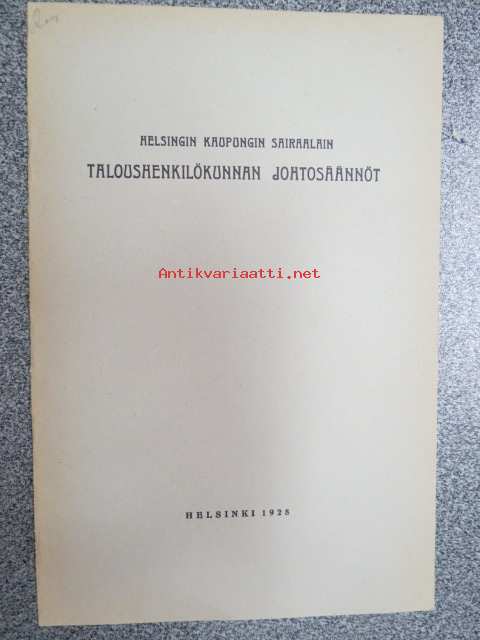 HELSINGIN KAUPUNGIN SAIRAALAIN
TALOUSHENKILÖKUNNAN JOHTOSÄÄNNÖT
Antikvariaatti.net
HELSINKI 1928